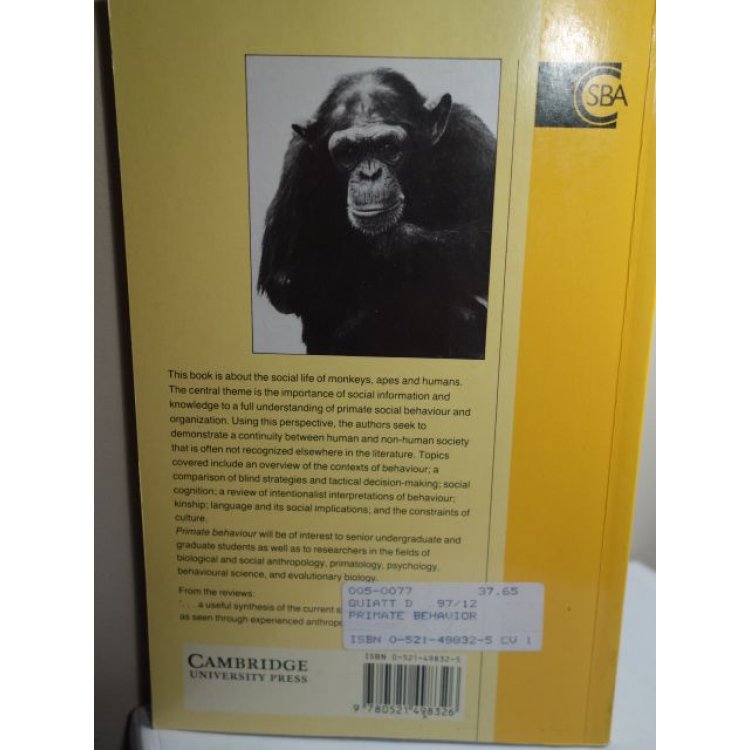 CSBA
This book is about the social life of monkeys, apes and humans.
The central theme is the importance of social information and
knowledge to a full understanding of primate social behaviour and
organization. Using this perspective, the authors seek to
demonstrate a continuity between human and non-human society
that is often not recognized elsewhere in the literature. Topics
covered include an overview of the contexts of behaviour; a
comparison of blind strategies and tactical decision-making; social
cognition; a review of intentionalist interpretations of behaviour;
kinship; language and its social implications; and the constraints of
culture.
Primate behaviour will be of interest to senior undergraduate and
graduate students as well as to researchers in the fields of
biological and social anthropology, primatology, psychology,
behavioural science, and evolutionary biology.
From the reviews:
'. . . a useful synthesis of the current
as seen through experienced
005-0077 37.65
QUIATT D 97/12
PRIMATE BEHAVIOR
ISBN 0-521-49832-5 CV 1
CAMBRIDGE
UNIVERSITY PRESS
ISBN 0-521-49832-5
9 780521 498326